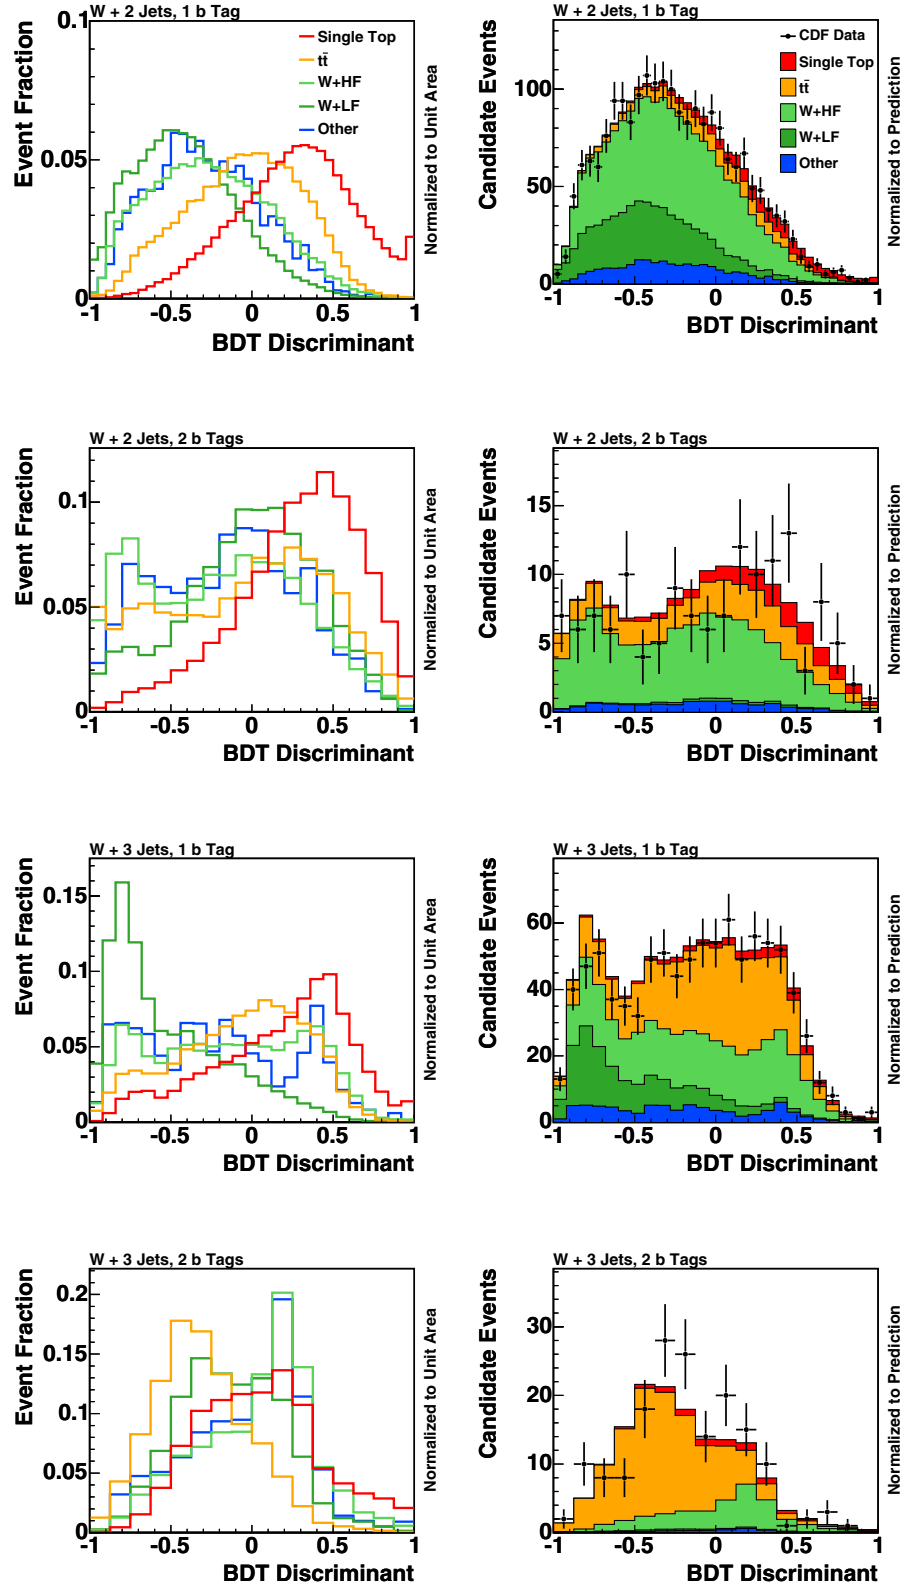 W + 2 Jets, 1 b Tag
Event Fraction
0.1
0.05
0
-1
-0.5
0
0.5
1
BDT Discriminant
Normalized to Unit Area
Single Top
tt̄
W+HF
W+LF
Other
W + 2 Jets, 1 b Tag
Candidate Events
100
50
0
-1
-0.5
0
0.5
1
BDT Discriminant
Normalized to Prediction
CDF Data
Single Top
tt̄
W+HF
W+LF
Other
W + 2 Jets, 2 b Tags
Event Fraction
0.1
0.05
0
-1
-0.5
0
0.5
1
BDT Discriminant
Normalized to Unit Area
W + 2 Jets, 2 b Tags
Candidate Events
15
10
5
0
-1
-0.5
0
0.5
1
BDT Discriminant
Normalized to Prediction
W + 3 Jets, 1 b Tag
Event Fraction
0.15
0.1
0.05
0
-1
-0.5
0
0.5
1
BDT Discriminant
Normalized to Unit Area
W + 3 Jets, 1 b Tag
Candidate Events
60
40
20
0
-1
-0.5
0
0.5
1
BDT Discriminant
Normalized to Prediction
W + 3 Jets, 2 b Tags
Event Fraction
0.2
0.15
0.1
0.05
0
-1
-0.5
0
0.5
1
BDT Discriminant
Normalized to Unit Area
W + 3 Jets, 2 b Tags
Candidate Events
30
20
10
0
-1
-0.5
0
0.5
1
BDT Discriminant
Normalized to Prediction